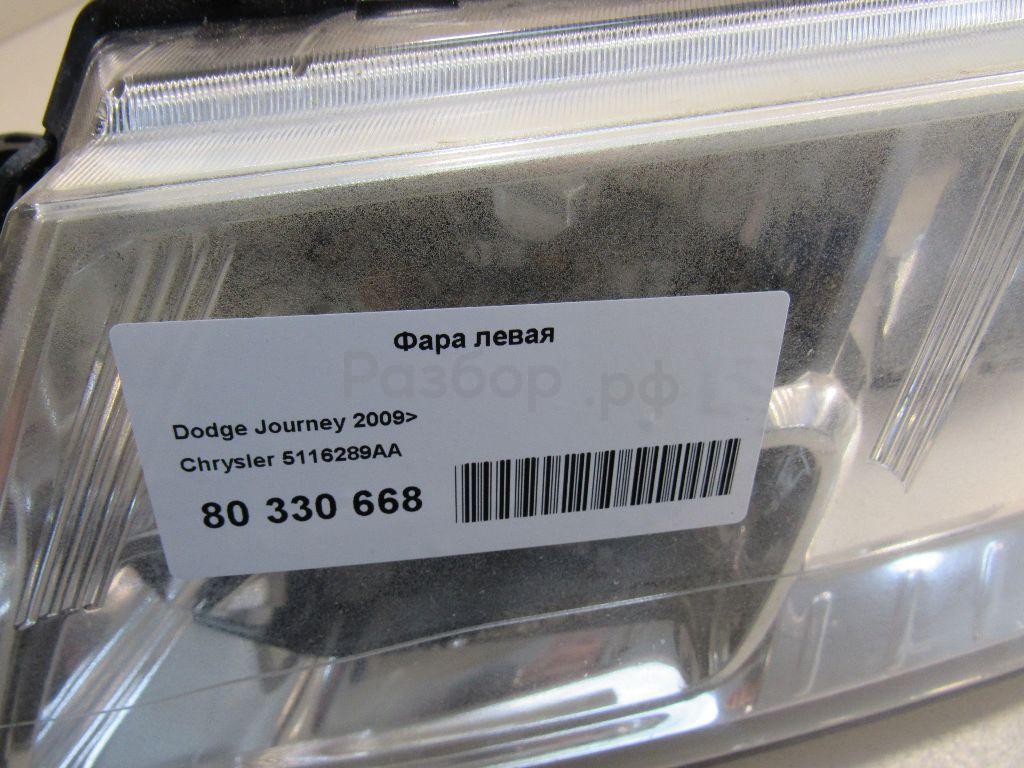 Фара левая
Разбор.рф
Dodge Journey 2009>
Chrysler 5116289AA
80 330 668